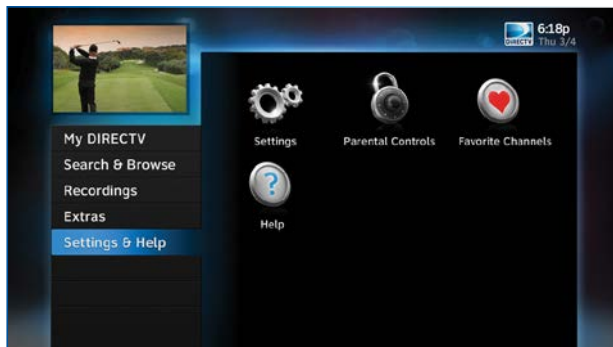 6:18p
DIRECTV Thu 3/4
My DIRECTV
Search & Browse
Recordings
Extras
Settings & Help
Settings Parental Controls Favorite Channels
?
Help